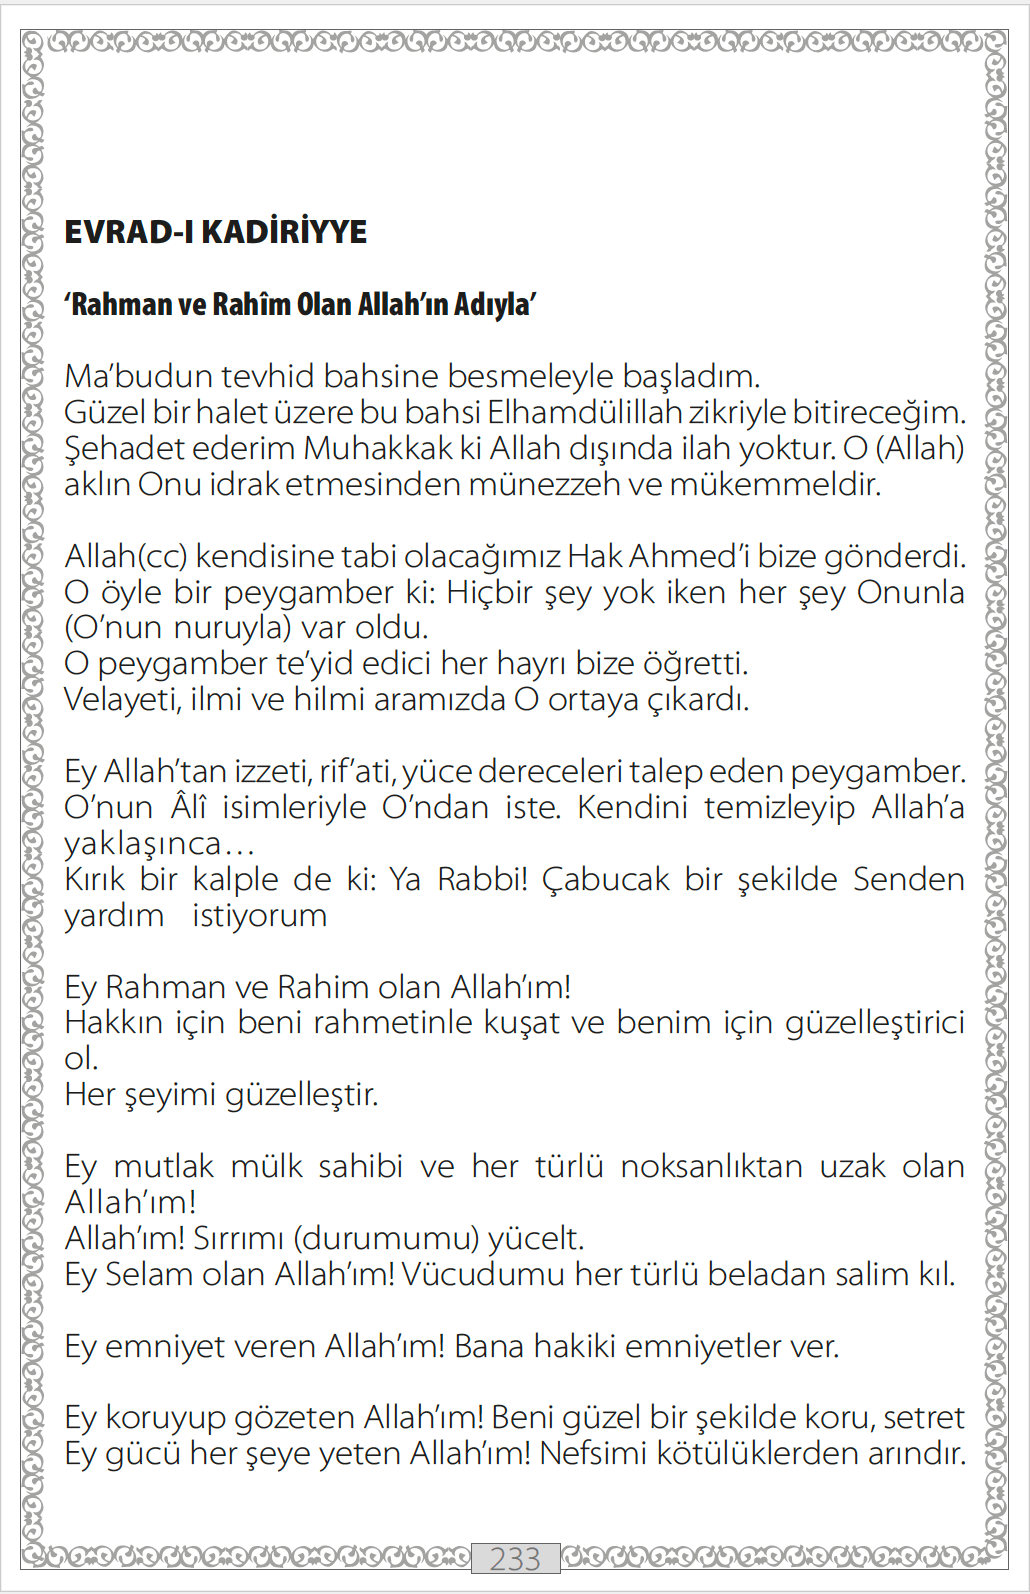 EVRAD-I KADİRİYYE
‘Rahman ve Rahîm Olan Allah’ın Adıyla’
Ma’budun tevhid bahsine besmeleyle başladım.
Güzel bir halet üzere bu bahsi Elhamdülillah zikriyle bitireceğim.
Şehadet ederim Muhakkak ki Allah dışında ilah yoktur. O (Allah)
aklın Onu idrak etmesinden münezzeh ve mükemmeldir.
Allah(cc) kendisine tabi olacağımız Hak Ahmed’i bize gönderdi.
O öyle bir peygamber ki: Hiçbir şey yok iken her şey Onunla
(O’nun nuruyla) var oldu.
O peygamber te’yid edici her hayrı bize öğretti.
Velayeti, ilmi ve hilmi aramızda O ortaya çıkardı.
Ey Allah’tan izzeti, rif’ati, yüce dereceleri talep eden peygamber.
O’nun Âlî isimleriyle O’ndan iste. Kendini temizleyip Allah’a
yaklaşınca…
Kırık bir kalple de ki: Ya Rabbi! Çabucak bir şekilde Senden
yardım istiyorum
Ey Rahman ve Rahim olan Allah’ım!
Hakkın için beni rahmetinle kuşat ve benim için güzelleştirici
ol.
Her şeyimi güzelleştir.
Ey mutlak mülk sahibi ve her türlü noksanlıktan uzak olan
Allah’ım!
Allah’ım! Sırrımı (durumumu) yücelt.
Ey Selam olan Allah’ım! Vücudumu her türlü beladan salim kıl.
Ey emniyet veren Allah’ım! Bana hakiki emniyetler ver.
Ey koruyup gözeten Allah’ım! Beni güzel bir şekilde koru, setret
Ey gücü her şeye yeten Allah’ım! Nefsimi kötülüklerden arındır.
233